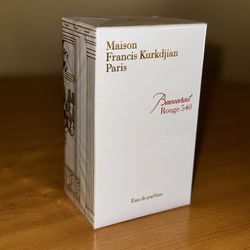 Maison
Francis Kurkdjian
Paris
Baccarat
Rouge 540
Eau de parfum